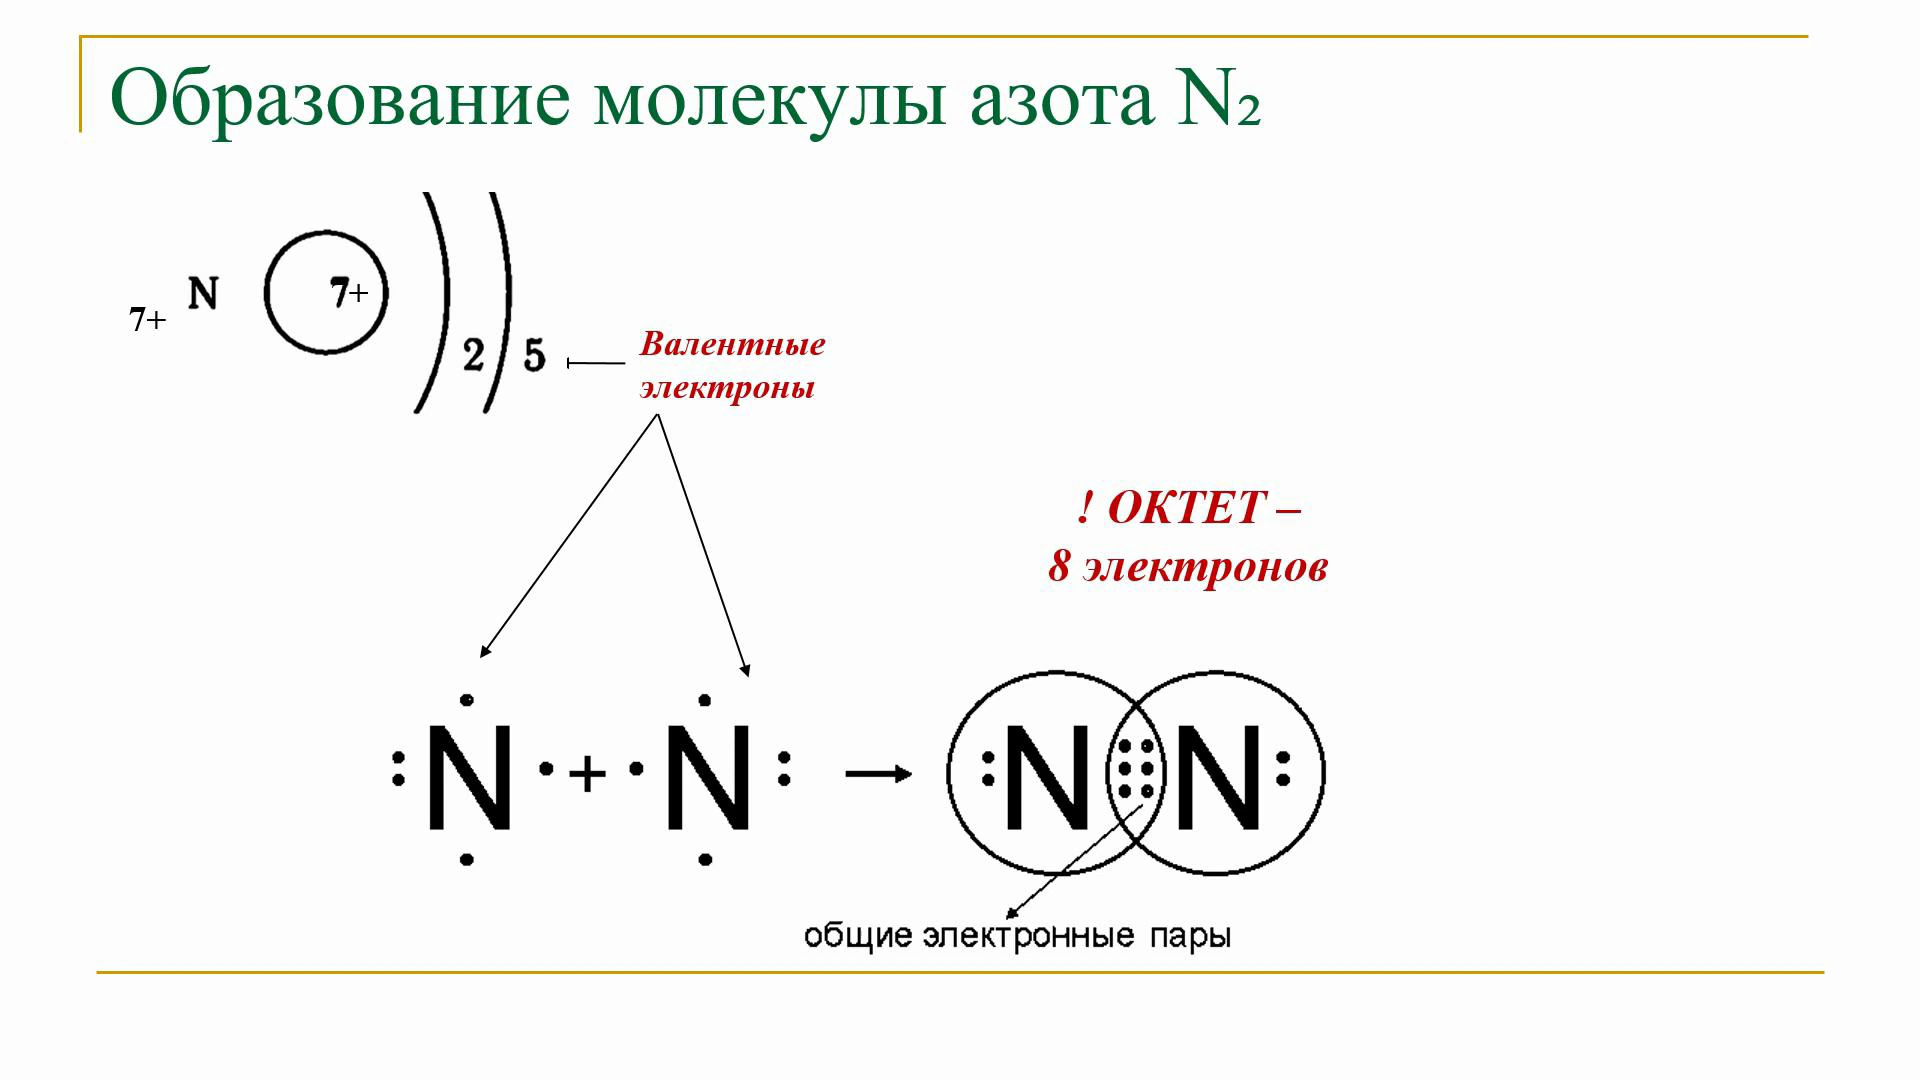 Образование молекулы азота N₂
7+ N 7+ 2 5
Валентные
электроны
! ОКТЕТ –
8 электронов
N + N → N N
общие электронные пары